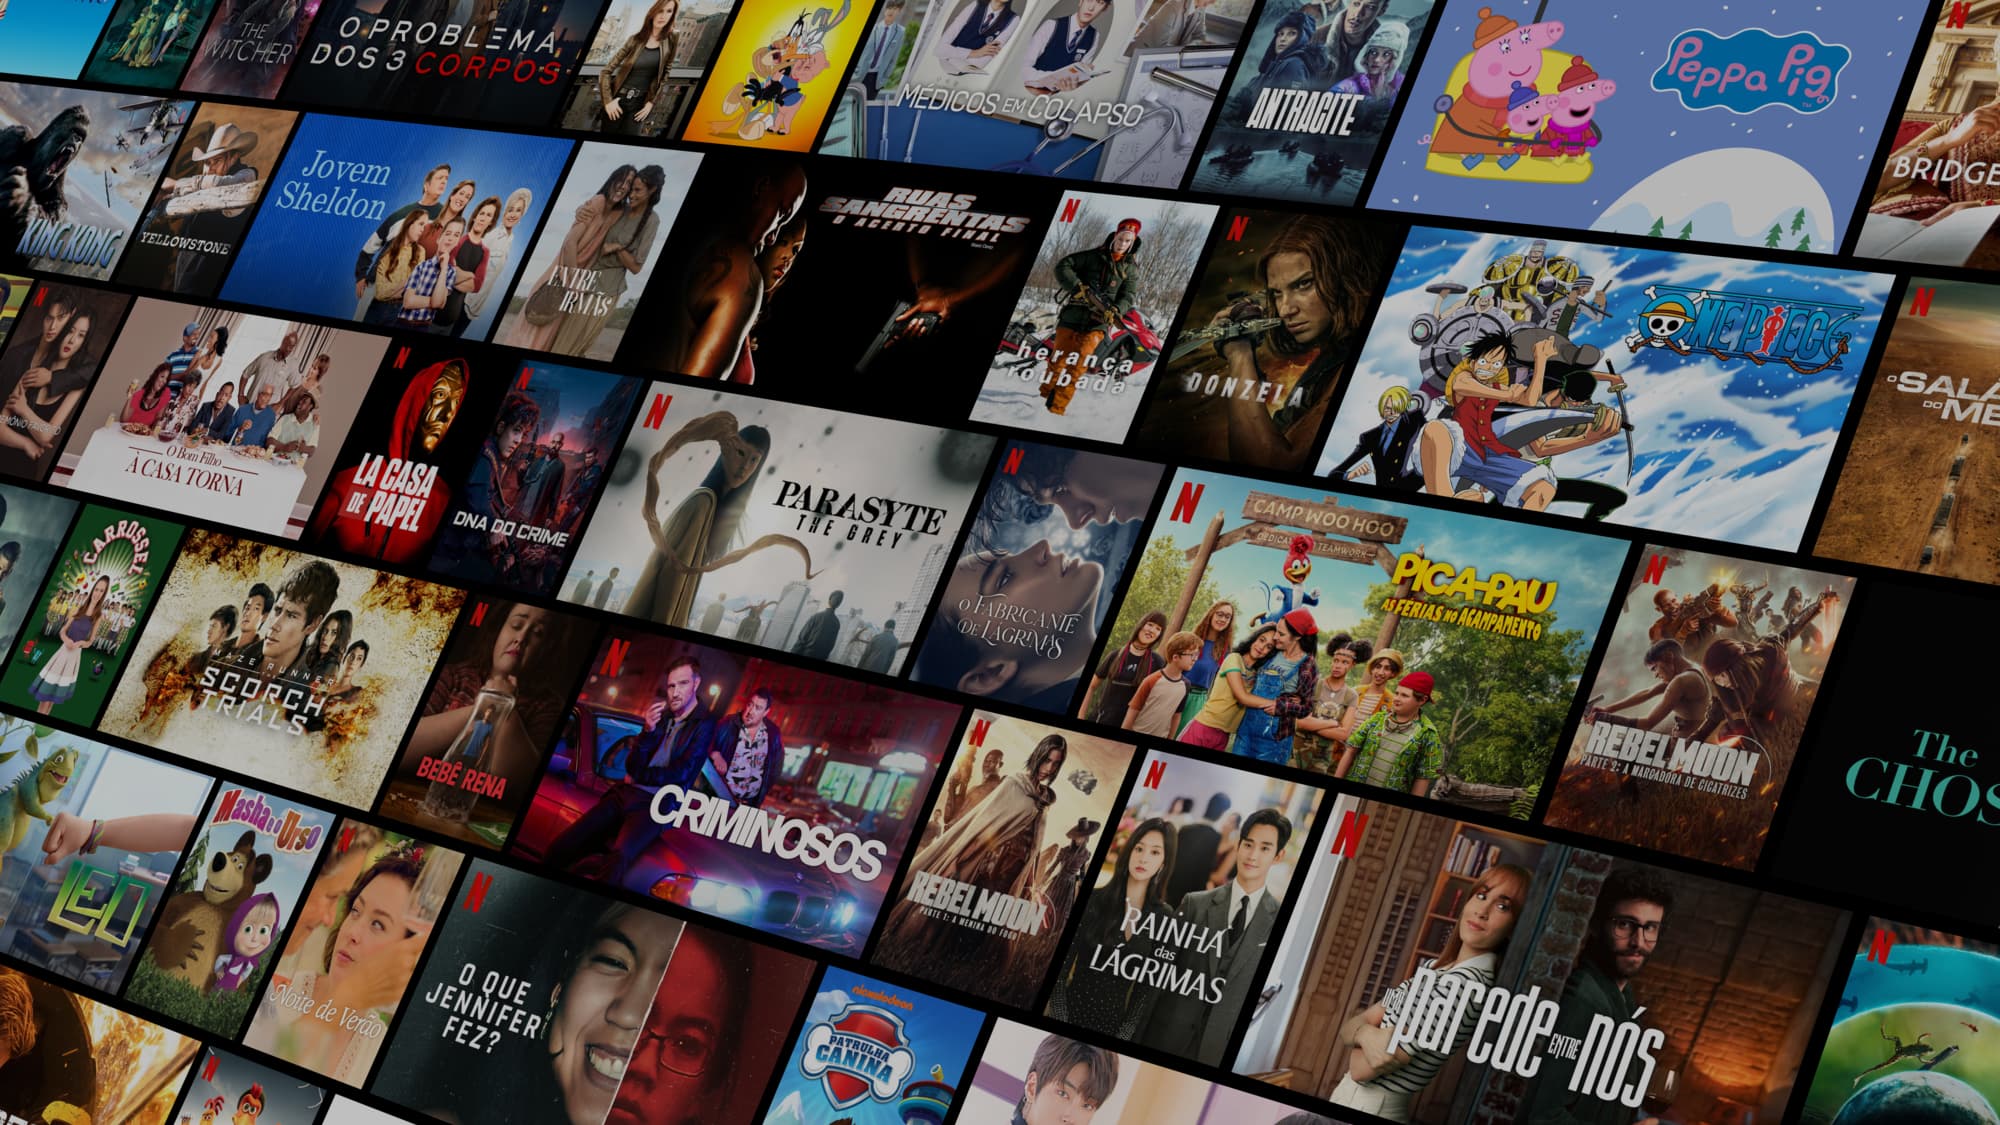 THE
WITCHER
O PROBLEMA
DOS 3 CORPOS
MÉDICOS EM COLAPSO
ANTRACITE
Peppa Pig
N
BRIDGE
KING KONG
YELLOWSTONE
Jovem
Sheldon
ENTRE
IRMÃS
RUAS
SANGRENTAS
O ACERTO FINAL
N
herança
roubada
N
DONZELA
ONE PIECE
N
O SALÁ
DO ME
N
O Bom Filho
À CASA TORNA
N
LA CASA
DE PAPEL
N
DNA DO CRIME
N
PARASYTE
THE GREY
N
O FABRICANTE
DE LÁGRIMAS
N
CAMP WOO HOO
PICA-PAU
AS FÉRIAS NO ACAMPAMENTO
N
REBEL MOON
PARTE 2: A MARCADORA DE CICATRIZES
The
CHOS
CARROSSEL
MAZE RUNNER
SCORCH
TRIALS
N
BEBÊ RENA
N
CRIMINOSOS
N
REBEL MOON
PARTE 1: A MENINA DO FOGO
N
RAINHA
das
LÁGRIMAS
N
uma
parede
ENTRE
nós
N
LEO
Masha e o Urso
N
Noite de Verão
N
O QUE
JENNIFER
FEZ?
nickelodeon
PATRULHA
CANINA
N